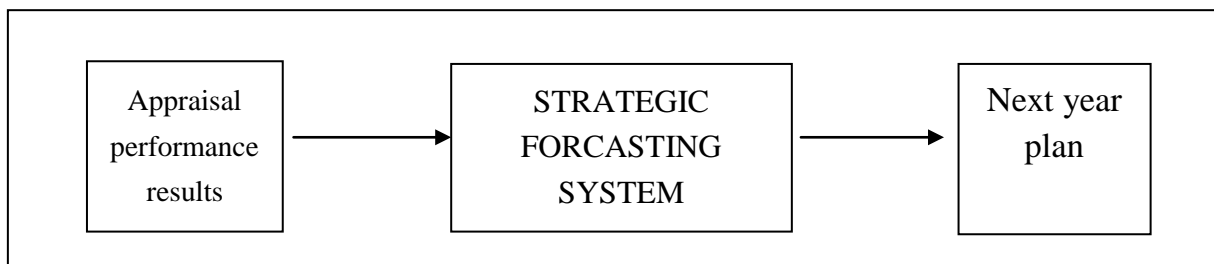 Appraisal
performance
results
STRATEGIC
FORCASTING
SYSTEM
Next year
plan